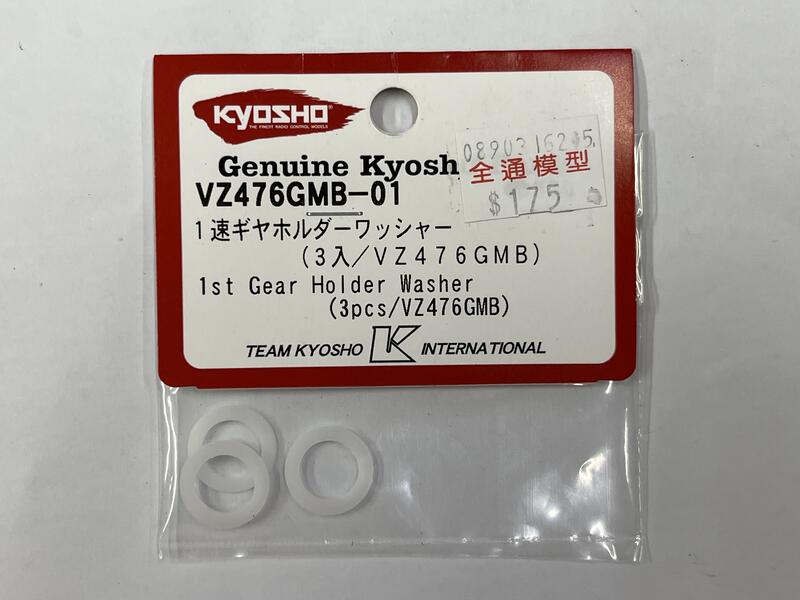 KYOSHO
THE FINEST RADIO CONTROL MODELS
Genuine Kyosh
VZ476GMB-01
0890316245
全通模型
$175
1速ギヤホルダーワッシャー
(3入/VZ476GMB)
1st Gear Holder Washer
(3pcs/VZ476GMB)
TEAM KYOSHO K INTERNATIONAL